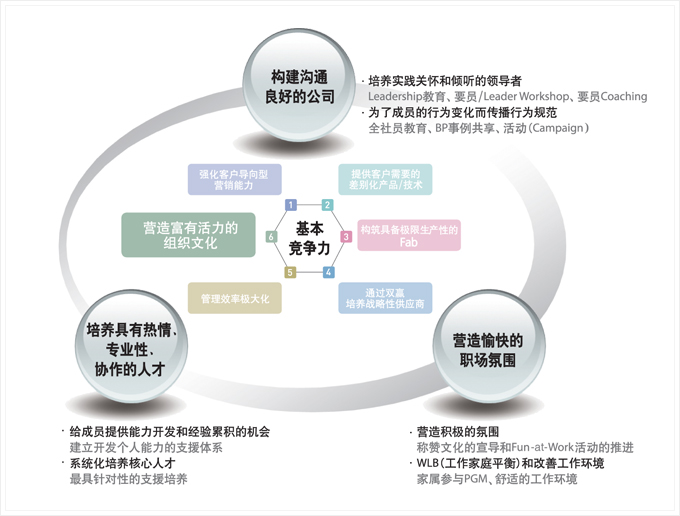 构建沟通
良好的公司
· 培养实践关怀和倾听的领导者
Leadership教育、要员/Leader Workshop、要员Coaching
· 为了成员的行为变化而传播行为规范
全社员教育、BP事例共享、活动（Campaign）
强化客户导向型
营销能力
提供客户需要的
差别化产品/技术
1
2
营造富有活力的
组织文化
6
基本
竞争力
3
构筑具备极限生产性的
Fab
5
4
管理效率极大化
通过双赢
培养战略性供应商
培养具有热情、
专业性、
协作的人才
营造愉快的
职场氛围
· 给成员提供能力开发和经验累积的机会
建立开发个人能力的支援体系
· 系统化培养核心人才
最具针对性的支援培养
· 营造积极的氛围
称赞文化的宣导和Fun-at-Work活动的推进
· WLB（工作家庭平衡）和改善工作环境
家属参与PGM、舒适的工作环境